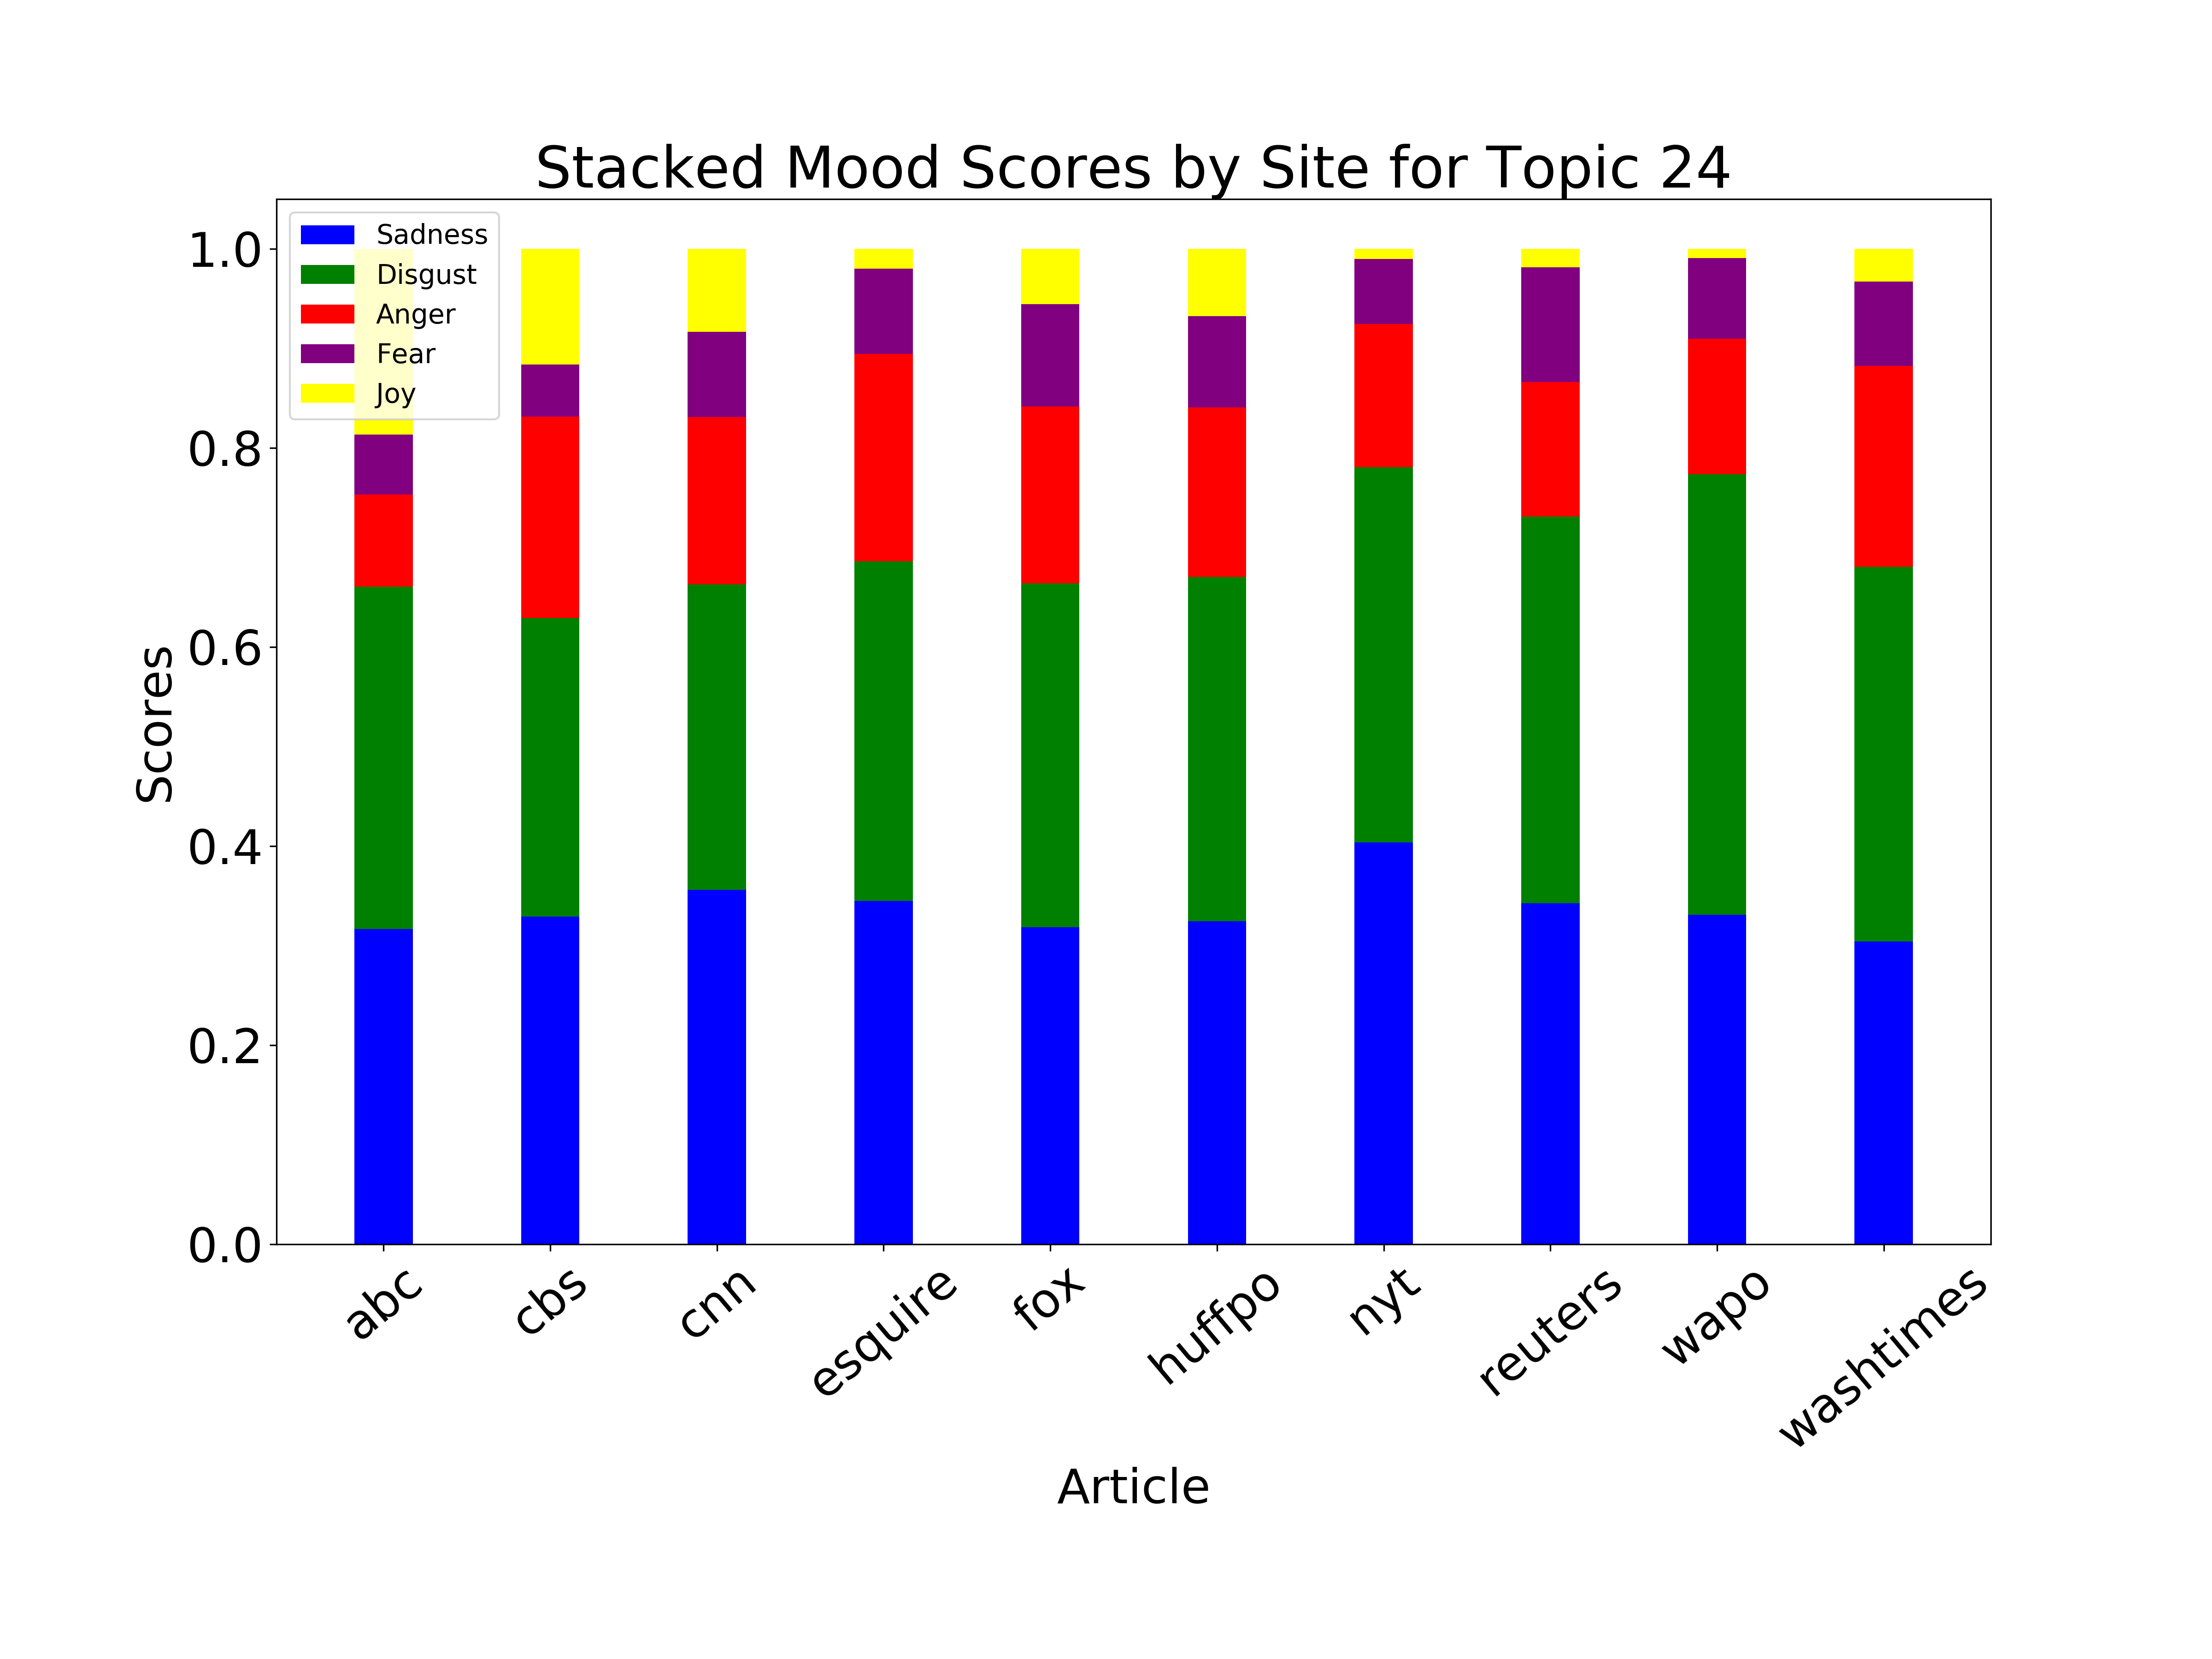 Stacked Mood Scores by Site for Topic 24
Sadness
Disgust
Anger
Fear
Joy
1.0
0.8
0.6
0.4
0.2
0.0
Scores
abc
cbs
cnn
esquire
fox
huffpo
nyt
reuters
wapo
washtimes
Article